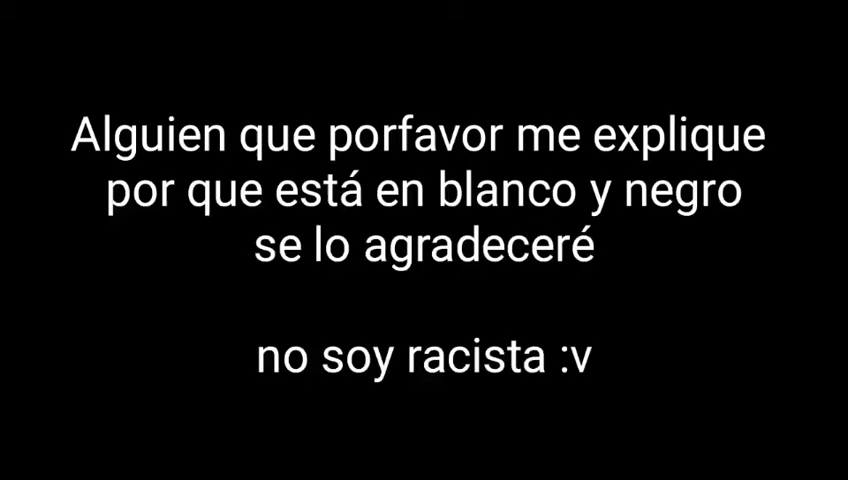 Alguien que porfavor me explique
por que está en blanco y negro
se lo agradeceré
no soy racista :v